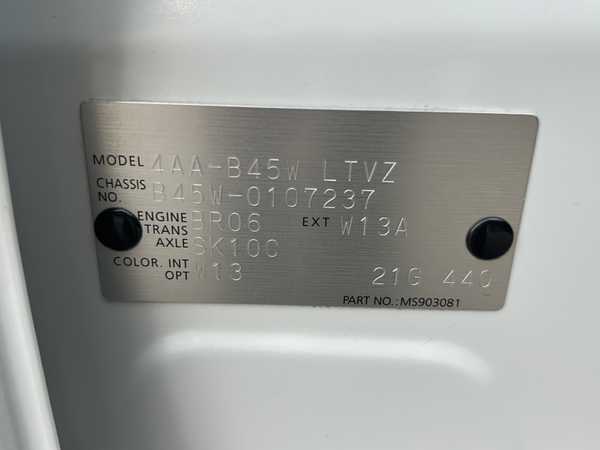 MODEL 4AA-B45W LTVZ
CHASSIS NO. B45W-0107237
ENGINE BR06 EXT W13A
TRANS AXLE SK10C
COLOR. INT W13
OPT 21G 440
PART NO.: MS903081